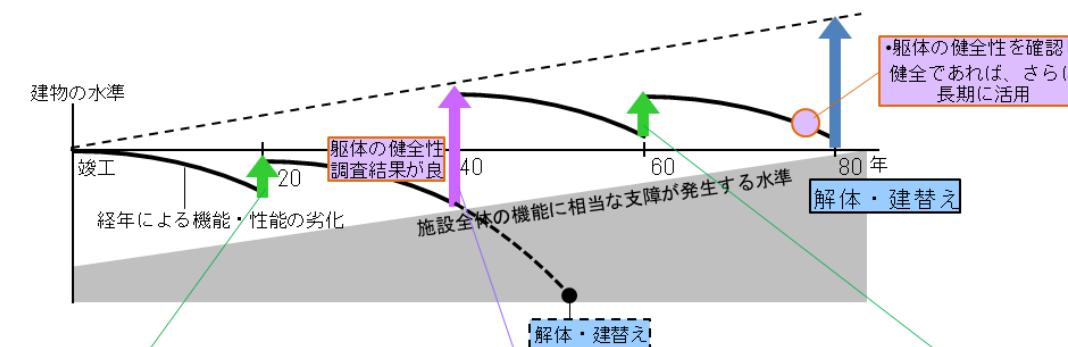 •躯体の健全性を確認
健全であれば、さらに
長期に活用
建物の水準
躯体の健全性
調査結果が良
竣工
20
40
60
80
年
経年による機能・性能の劣化
施設全体の機能に相当な支障が発生する水準
解体・建替え
解体・建替え